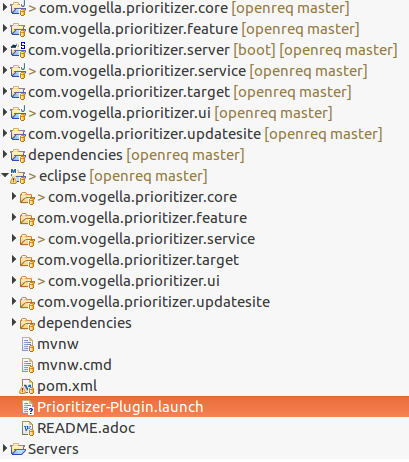 > com.vogella.prioritizer.core [openreq master]
com.vogella.prioritizer.feature [openreq master]
com.vogella.prioritizer.server [boot] [openreq master]
> com.vogella.prioritizer.service [openreq master]
com.vogella.prioritizer.target [openreq master]
> com.vogella.prioritizer.ui [openreq master]
com.vogella.prioritizer.updatesite [openreq master]
dependencies [openreq master]
> eclipse [openreq master]
> com.vogella.prioritizer.core
com.vogella.prioritizer.feature
> com.vogella.prioritizer.service
com.vogella.prioritizer.target
> com.vogella.prioritizer.ui
com.vogella.prioritizer.updatesite
dependencies
mvnw
mvnw.cmd
pom.xml
Prioritizer-Plugin.launch
README.adoc
Servers